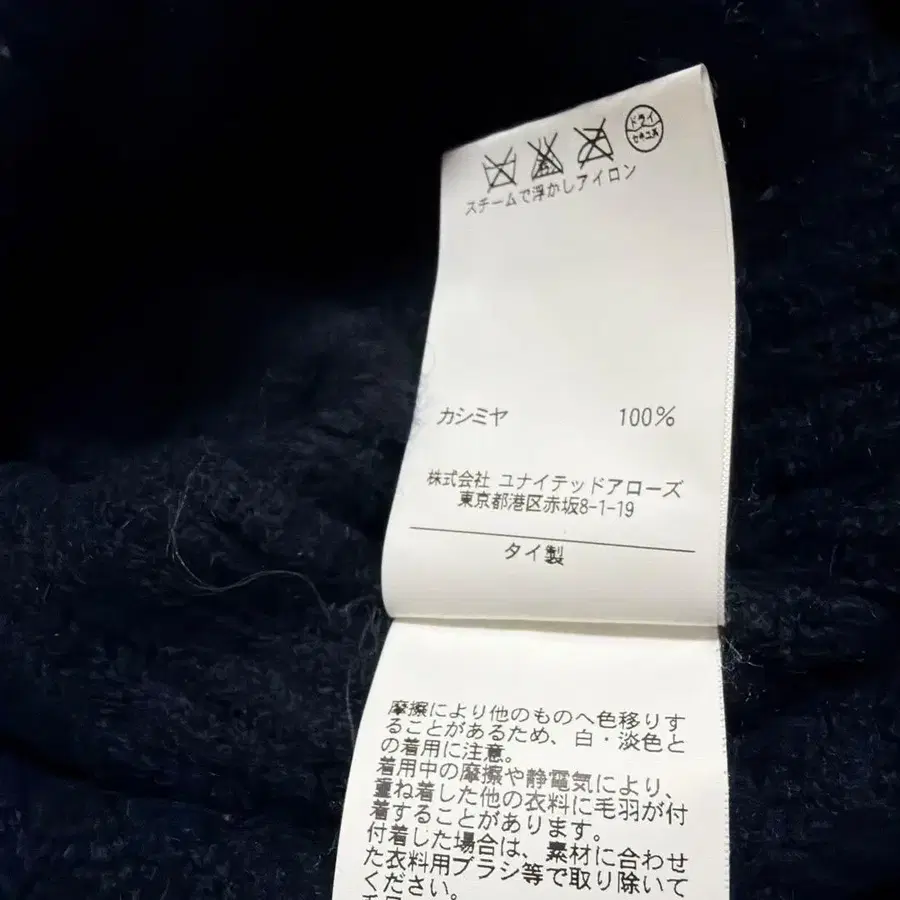 ドライ
セキユ系
スチームで浮かしアイロン
カシミヤ 100%
株式会社 ユナイテッドアローズ
東京都港区赤坂8-1-19
タイ製
摩擦により他のものへ色移りす
ることがあるため、白・淡色と
の着用に注意。
着用中の摩擦や静電気により、
重ね着した他の衣料に毛羽が付
着することがあります。
付着した場合は、素材に合わせ
た衣料用ブラシ等で取り除いて
ください。